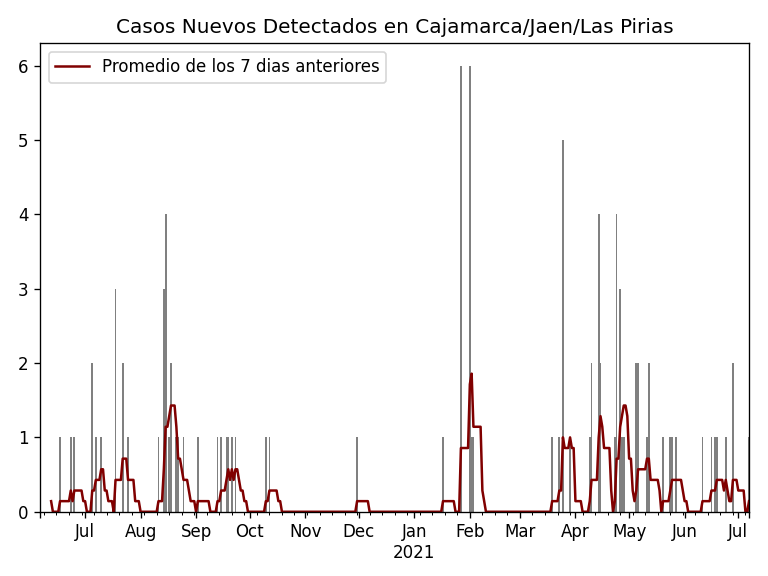 Casos Nuevos Detectados en Cajamarca/Jaen/Las Pirias
Promedio de los 7 dias anteriores
6
5
4
3
2
1
0
Jul Aug Sep Oct Nov Dec Jan Feb Mar Apr May Jun Jul
2021